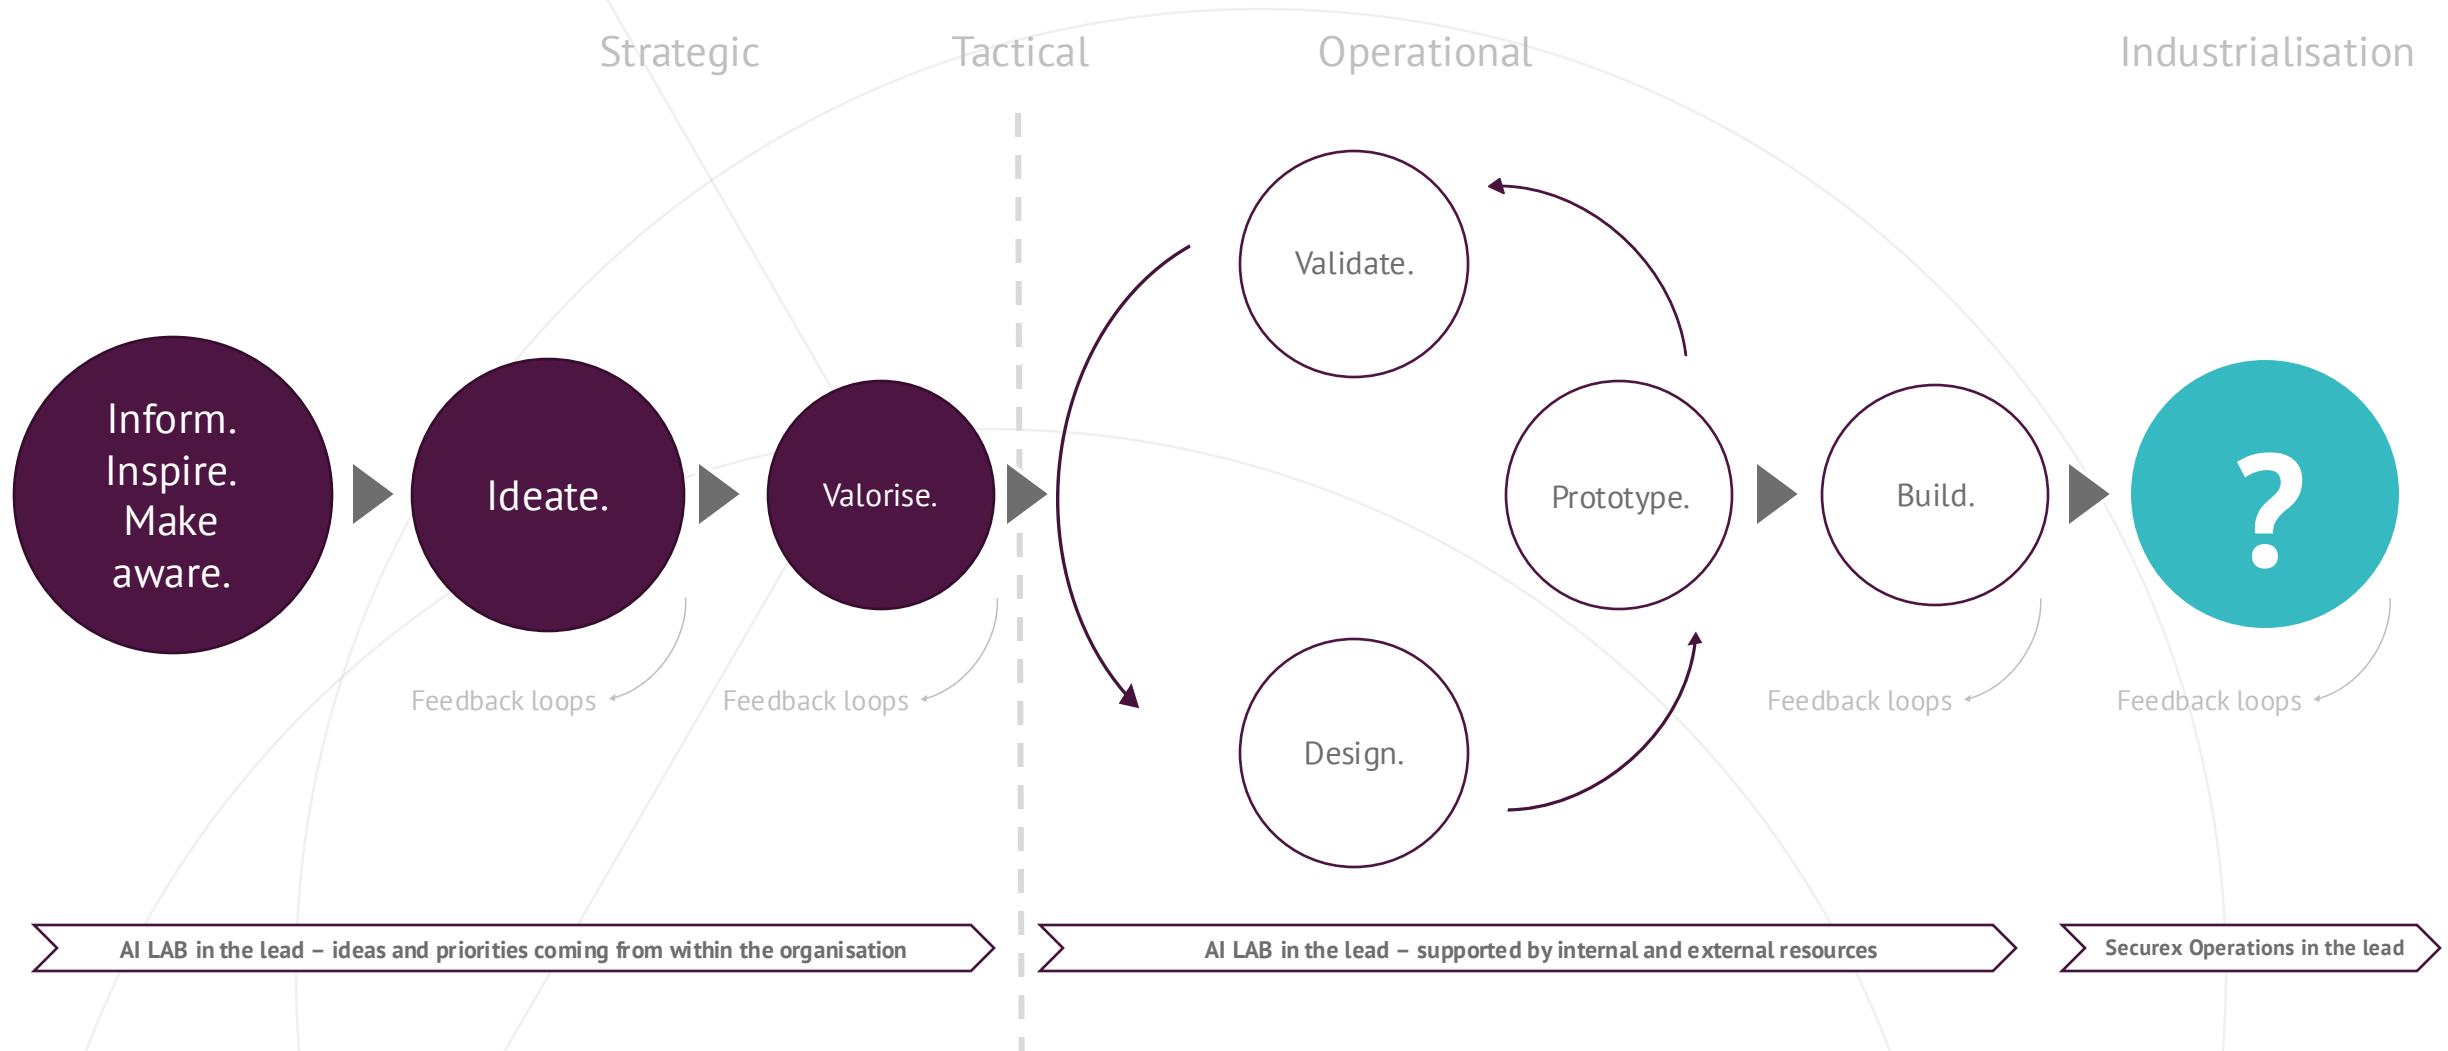 Strategic
Tactical
Operational
Industrialisation
Validate.
Inform.
Inspire.
Make
aware.
Ideate.
Valorise.
Prototype.
Build.
?
Feedback loops
Feedback loops
Feedback loops
Feedback loops
Design.
AI LAB in the lead – ideas and priorities coming from within the organisation
AI LAB in the lead – supported by internal and external resources
Securex Operations in the lead